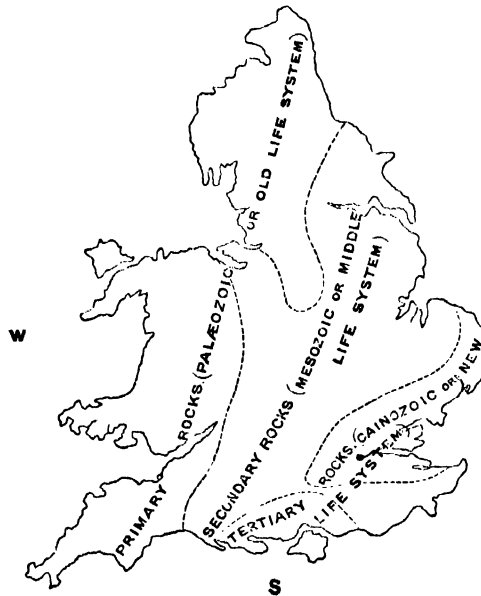 PRIMARY ROCKS (PALÆOZOIC OR OLD LIFE SYSTEM)
SECONDARY ROCKS (MESOZOIC OR MIDDLE
LIFE SYSTEM)
TERTIARY ROCKS (CAINOZOIC OR NEW
LIFE SYSTEM)
W
S